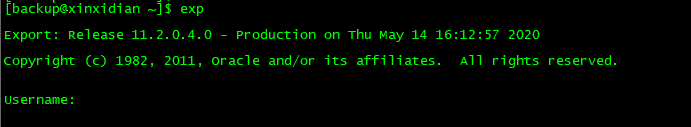 [backup@xinxidian ~]$ exp
Export: Release 11.2.0.4.0 - Production on Thu May 14 16:12:57 2020
Copyright (c) 1982, 2011, Oracle and/or its affiliates.  All rights reserved.
Username: